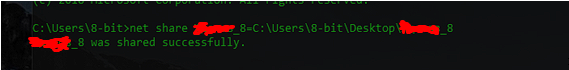 (c) 2018 Microsoft Corporation. All rights reserved.
C:\Users\8-bit>net share _8=C:\Users\8-bit\Desktop\_8
_8 was shared successfully.